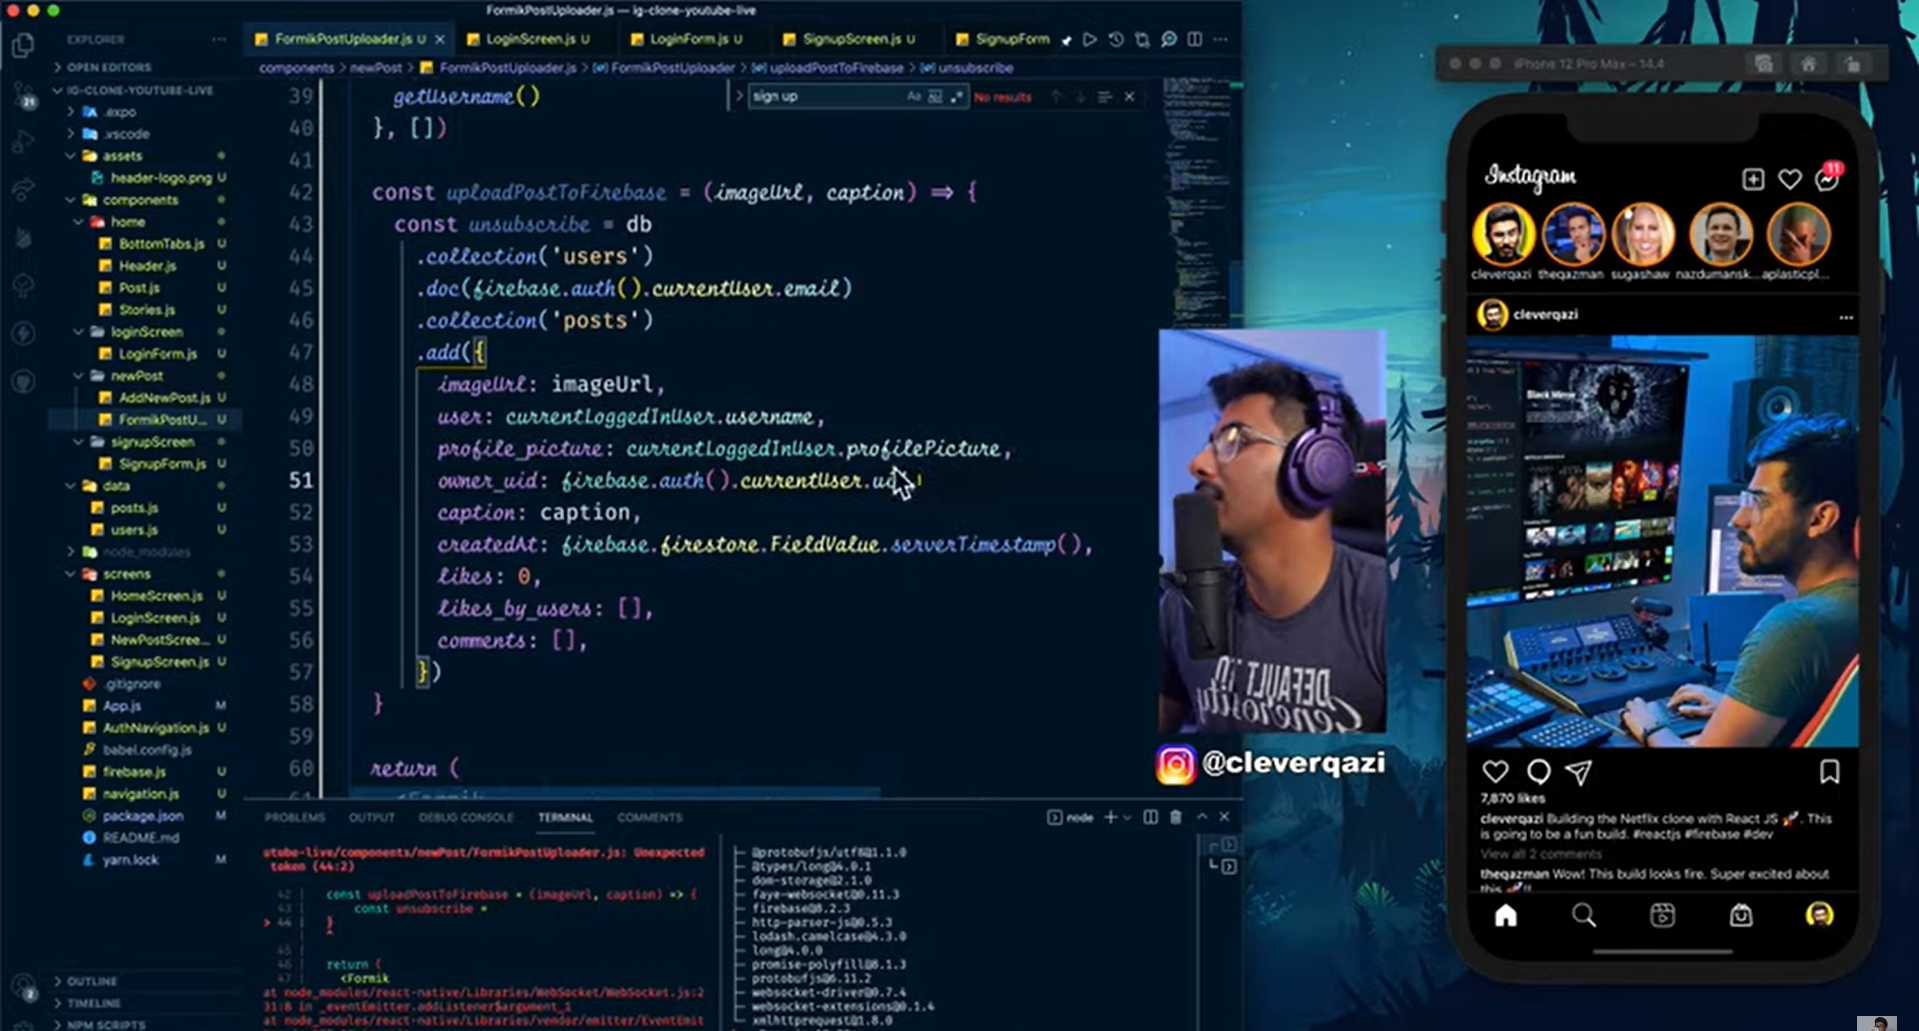 FormikPostUploader.js — ig-clone-youtube-live
EXPLORER
OPEN EDITORS
IG-CLONE-YOUTUBE-LIVE
.expo
.vscode
assets
header-logo.png U
components
home
BottomTabs.js U
Header.js U
Post.js U
Stories.js U
loginScreen
LoginForm.js U
newPost
AddNewPost.js U
FormikPostU... U
signupScreen
SignupForm.js U
data
posts.js U
users.js U
node_modules
screens
HomeScreen.js U
LoginScreen.js U
NewPostScree... U
SignupScreen.js U
.gitignore
App.js M
AuthNavigation.js U
babel.config.js
firebase.js U
navigation.js U
package.json M
README.md
yarn.lock M
OUTLINE
TIMELINE
NPM SCRIPTS
21
2
FormikPostUploader.js U
LoginScreen.js U
LoginForm.js U
SignupScreen.js U
SignupForm
components > newPost > FormikPostUploader.js > FormikPostUploader > uploadPostToFirebase > unsubscribe
sign up
Aa
No results
39 getUsername()
40 }, [])
41
42 const uploadPostToFirebase = (imageUrl, caption) => {
43 const unsubscribe = db
44 .collection('users')
45 .doc(firebase.auth().currentUser.email)
46 .collection('posts')
47 .add({
48 imageUrl: imageUrl,
49 user: currentLoggedInUser.username,
50 profile_picture: currentLoggedInUser.profilePicture,
51 owner_uid: firebase.auth().currentUser.
52 caption: caption,
53 createdAt: firebase.firestore.FieldValue.serverTimestamp(),
54 likes: 0,
55 likes_by_users: [],
56 comments: [],
57 })
58 }
59
60 return (
<Formik
PROBLEMS OUTPUT DEBUG CONSOLE TERMINAL COMMENTS
node
utube-live/components/newPost/FormikPostUploader.js: Unexpected
token (44:2)
42 const uploadPostToFirebase = (imageUrl, caption) => {
43 const unsubscribe =
> 44 }
45
46 return (
47 <Formik
at node_modules/react-native/Libraries/WebSocket/WebSocket.js:2
31:8 in _eventEmitter.addListener$argument_1
at node_modules/react-native/Libraries/vendor/emitter/EventEmit
@protobufjs/utf8@1.1.0
@types/long@4.0.1
dom-storage@2.1.0
faye-websocket@0.11.3
firebase@8.2.3
http-parser-js@0.5.3
lodash.camelcase@4.3.0
long@4.0.0
promise-polyfill@8.1.3
protobufjs@6.11.2
websocket-driver@0.7.4
websocket-extensions@0.1.4
xmlhttprequest@1.8.0
DEFAULT TO
Generosity
@cleverqazi
iPhone 12 Pro Max – 14.4
Instagram
11
cleverqazi theqazman sugashaw nazdumansk... aplasticpl...
cleverqazi
Black Mirror
7,870 likes
cleverqazi Building the Netflix clone with React JS 🚀. This
is going to be a fun build. #reactjs #firebase #dev
View all 2 comments
theqazman Wow! This build looks fire. Super excited about
this 🚀!!